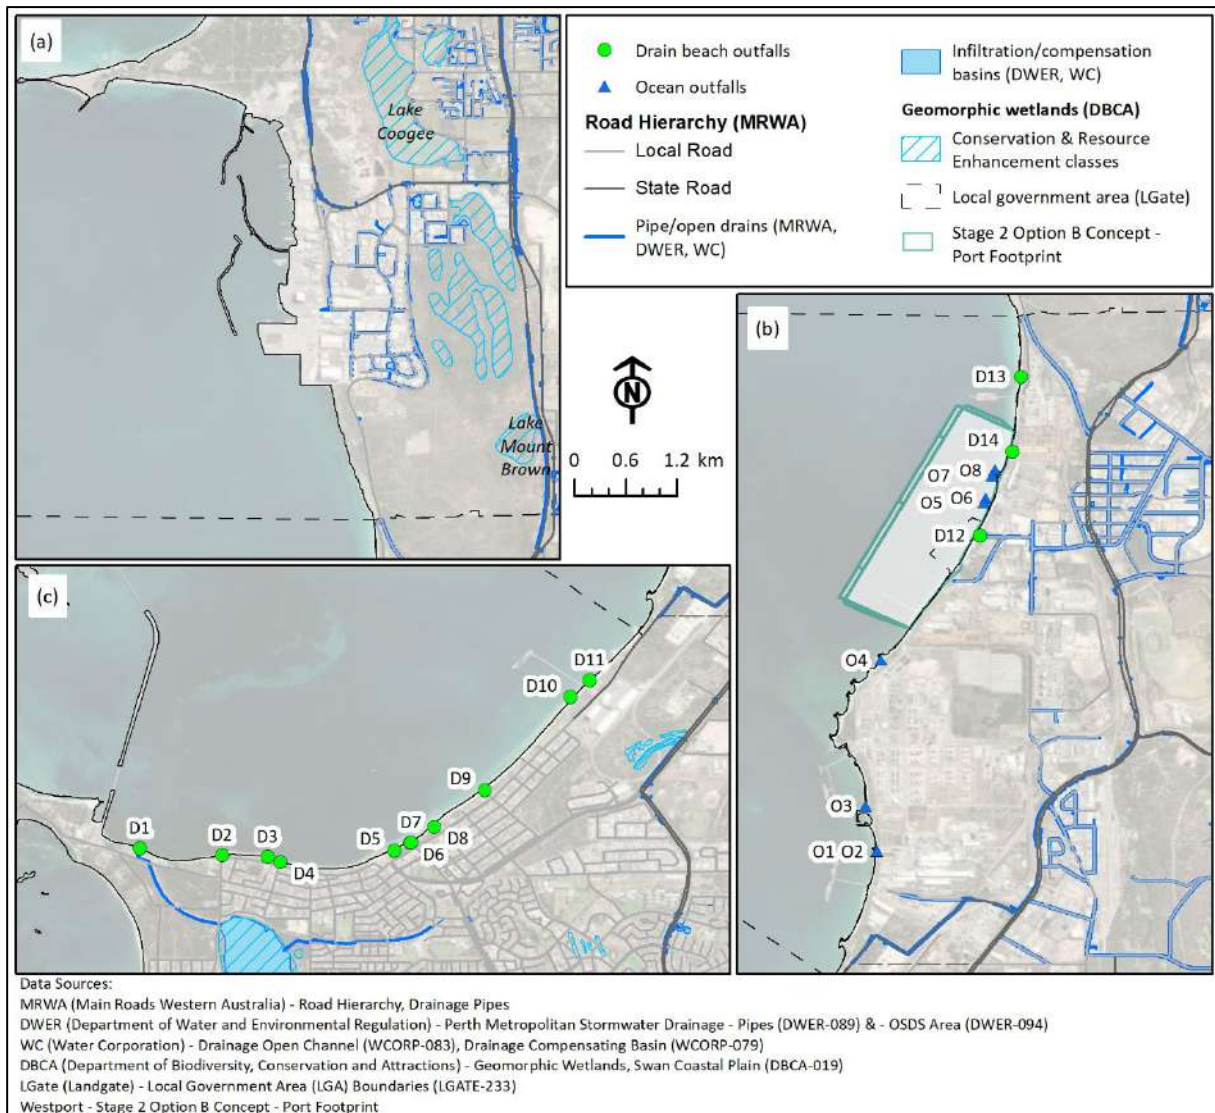 (a)
Lake
Coogee
Lake
Mount
Brown
Drain beach outfalls
Ocean outfalls
Road Hierarchy (MRWA)
Local Road
State Road
Pipe/open drains (MRWA,
DWER, WC)
Infiltration/compensation
basins (DWER, WC)
Geomorphic wetlands (DBCA)
Conservation & Resource
Enhancement classes
Local government area (LGate)
Stage 2 Option B Concept -
Port Footprint
N
0 0.6 1.2 km
(b)
D13
D14
O7 O8
O5 O6
D12
O4
O3
O1 O2
(c)
D11
D10
D9
D7
D8
D5
D6
D1
D2
D3
D4
Data Sources:
MRWA (Main Roads Western Australia) - Road Hierarchy, Drainage Pipes
DWER (Department of Water and Environmental Regulation) - Perth Metropolitan Stormwater Drainage - Pipes (DWER-089) & - OSDS Area (DWER-094)
WC (Water Corporation) - Drainage Open Channel (WCORP-083), Drainage Compensating Basin (WCORP-079)
DBCA (Department of Biodiversity, Conservation and Attractions) - Geomorphic Wetlands, Swan Coastal Plain (DBCA-019)
LGate (Landgate) - Local Government Area (LGA) Boundaries (LGATE-233)
Westport - Stage 2 Option B Concept - Port Footprint